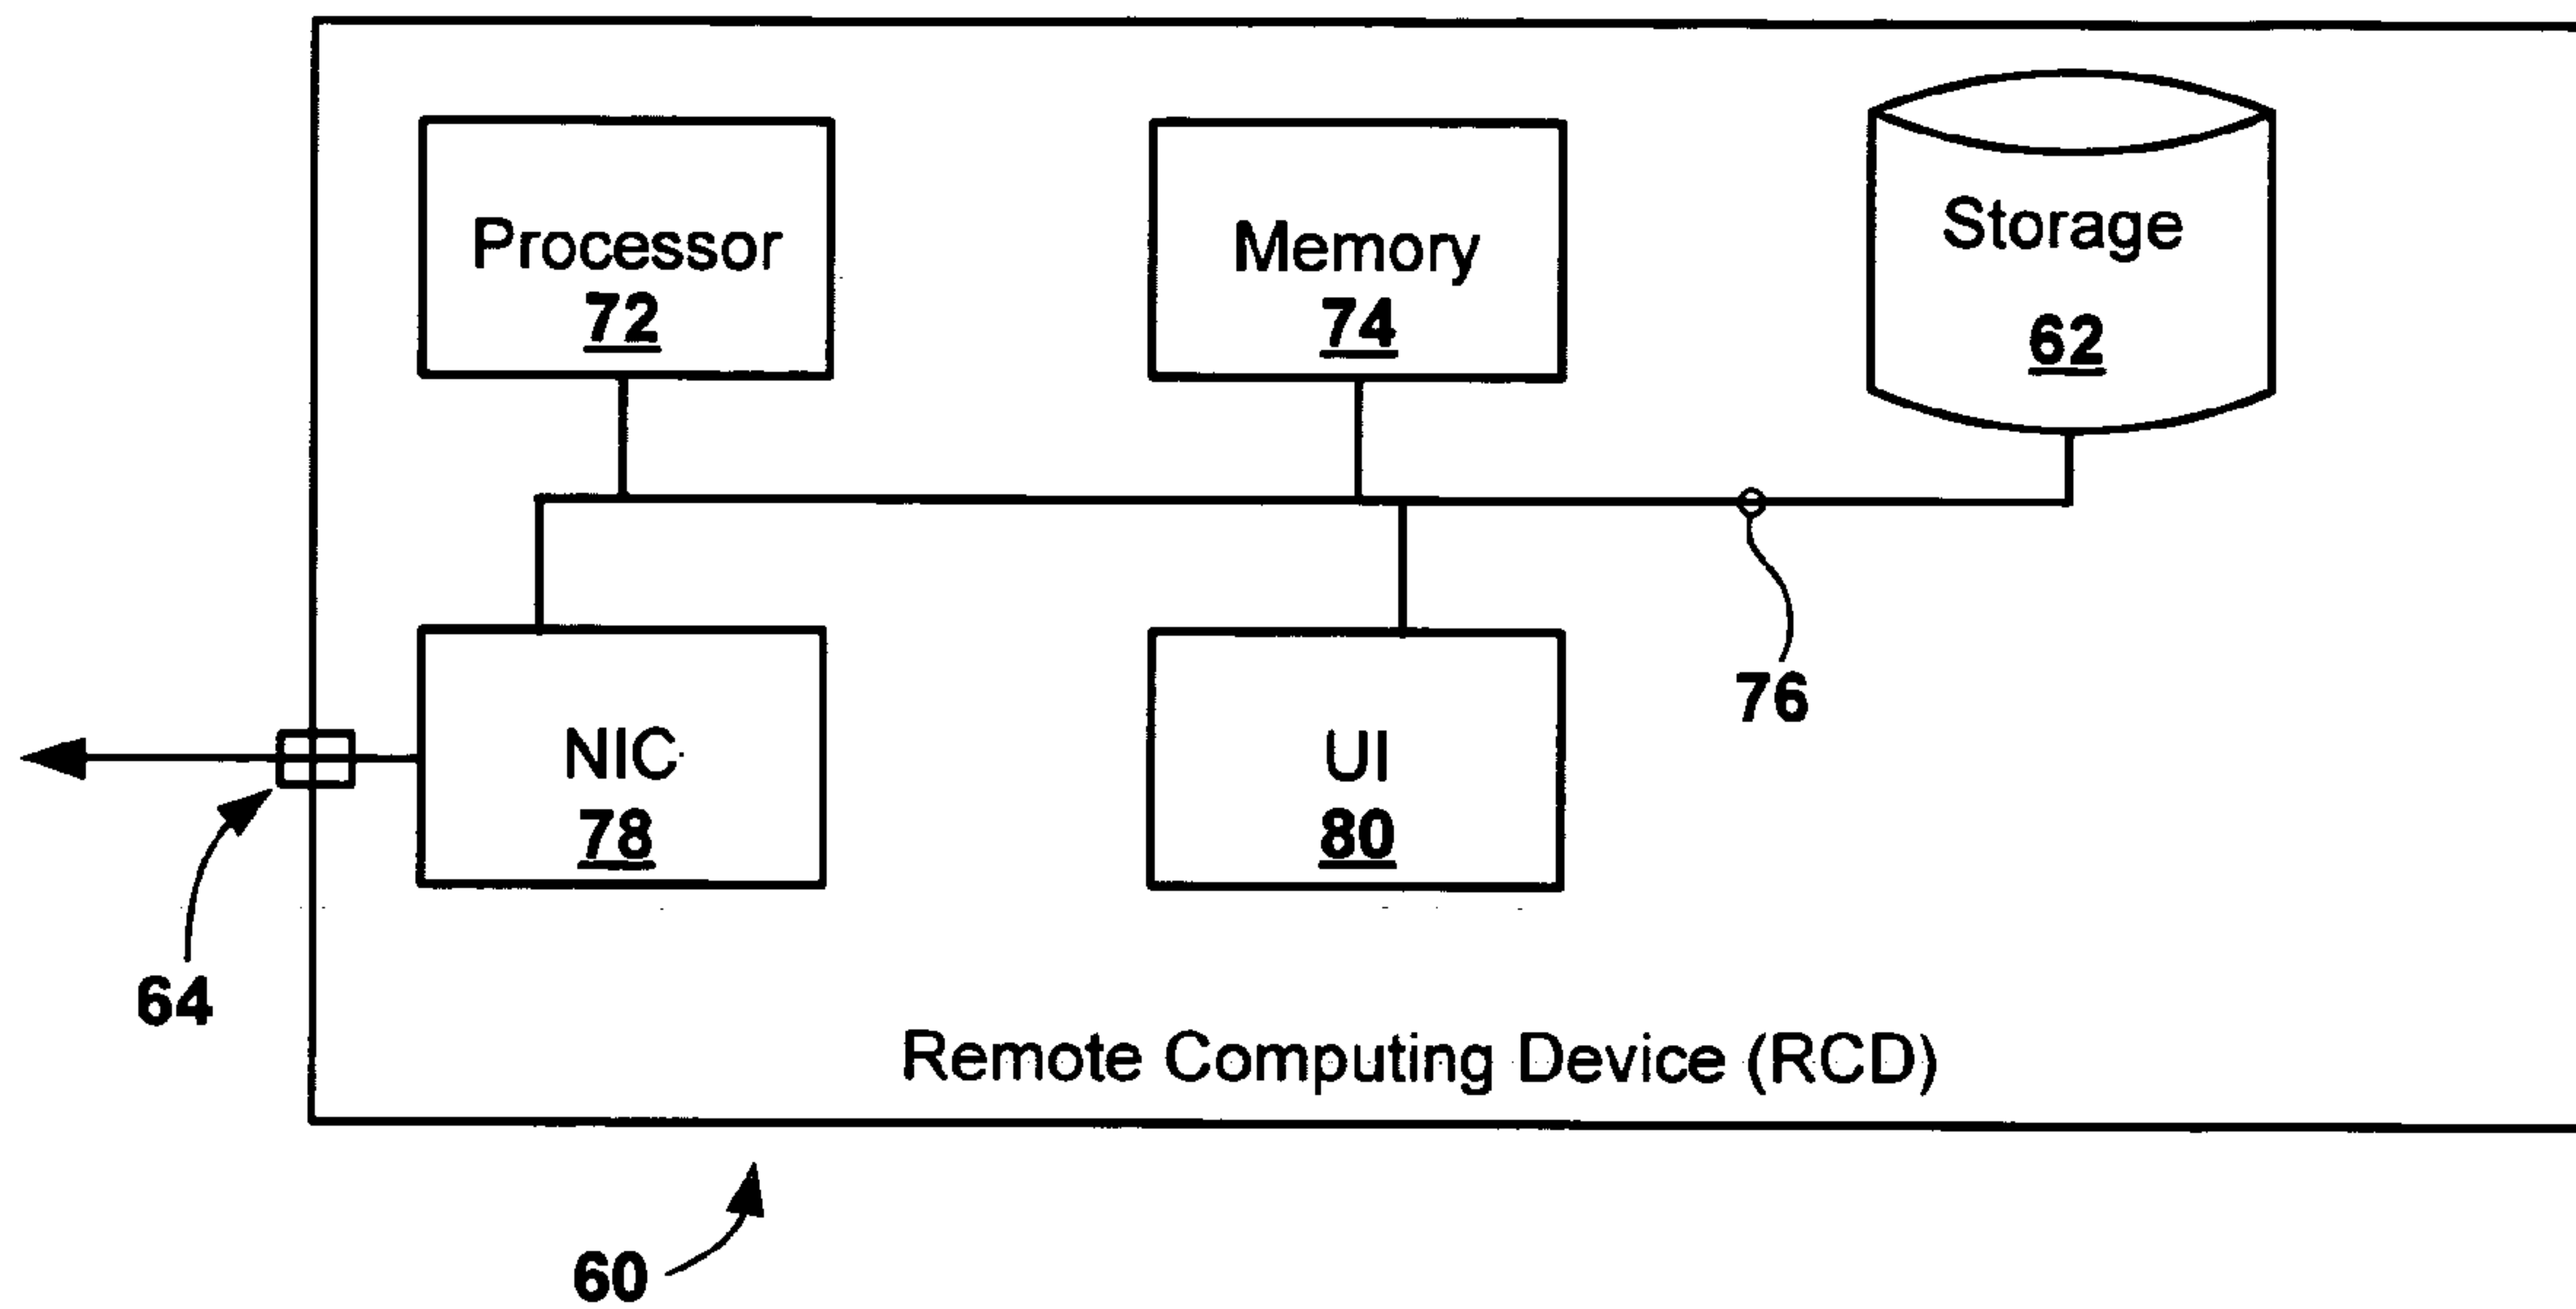 Processor
72
Memory
74
Storage
62
76
NIC
78
UI
80
64
Remote Computing Device (RCD)
60